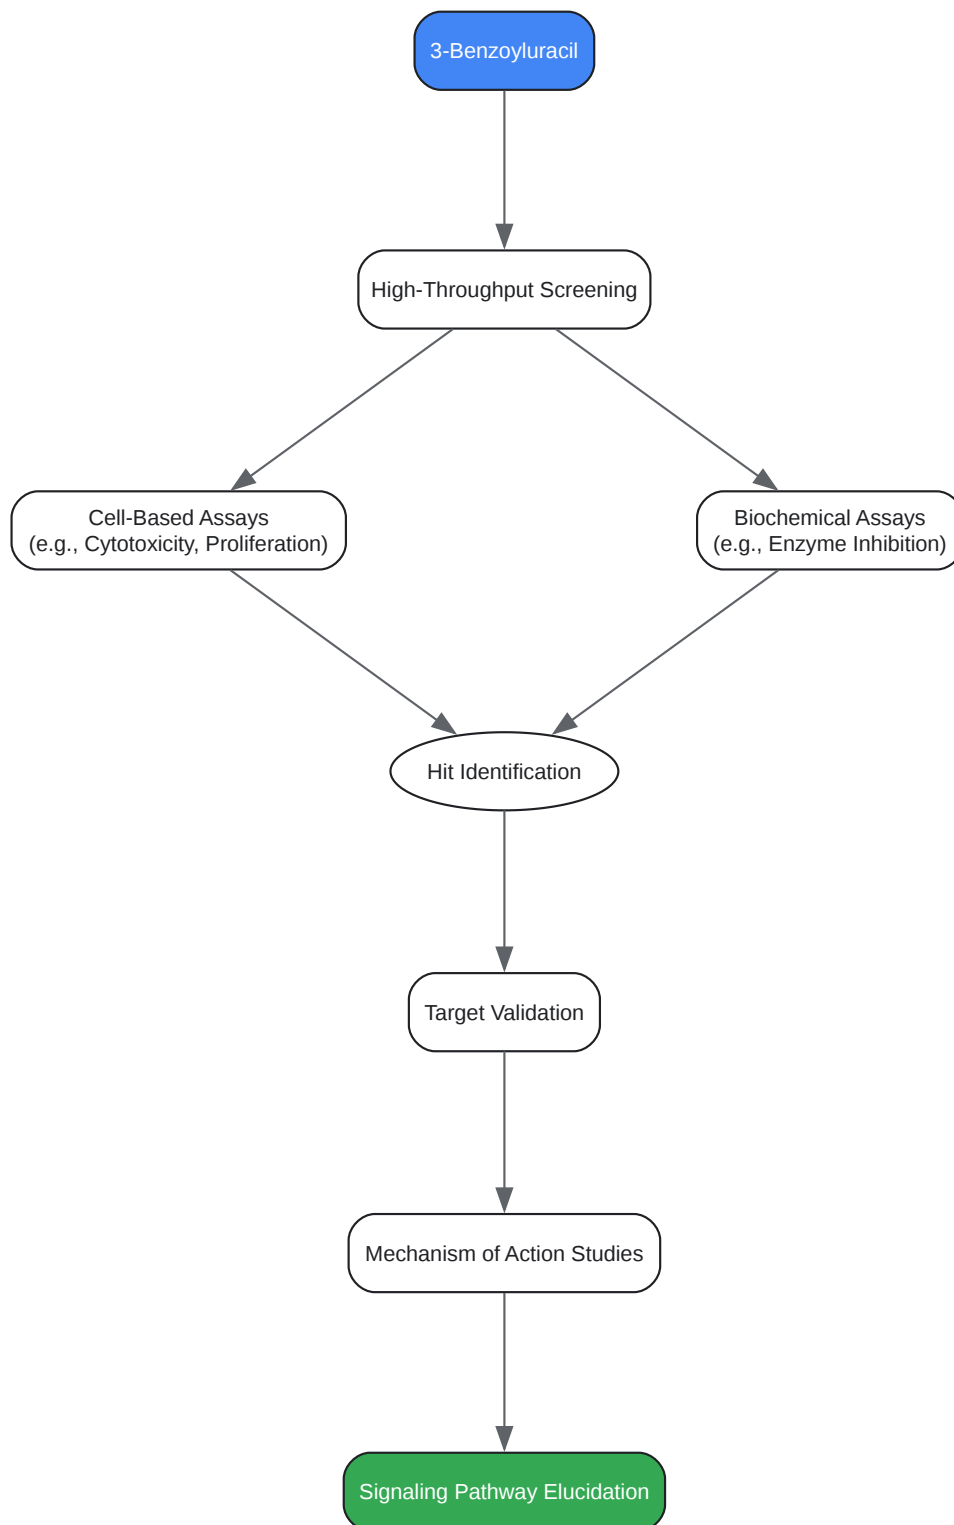 3-Benzoyluracil
High-Throughput Screening
Cell-Based Assays
(e.g., Cytotoxicity, Proliferation)
Biochemical Assays
(e.g., Enzyme Inhibition)
Hit Identification
Target Validation
Mechanism of Action Studies
Signaling Pathway Elucidation